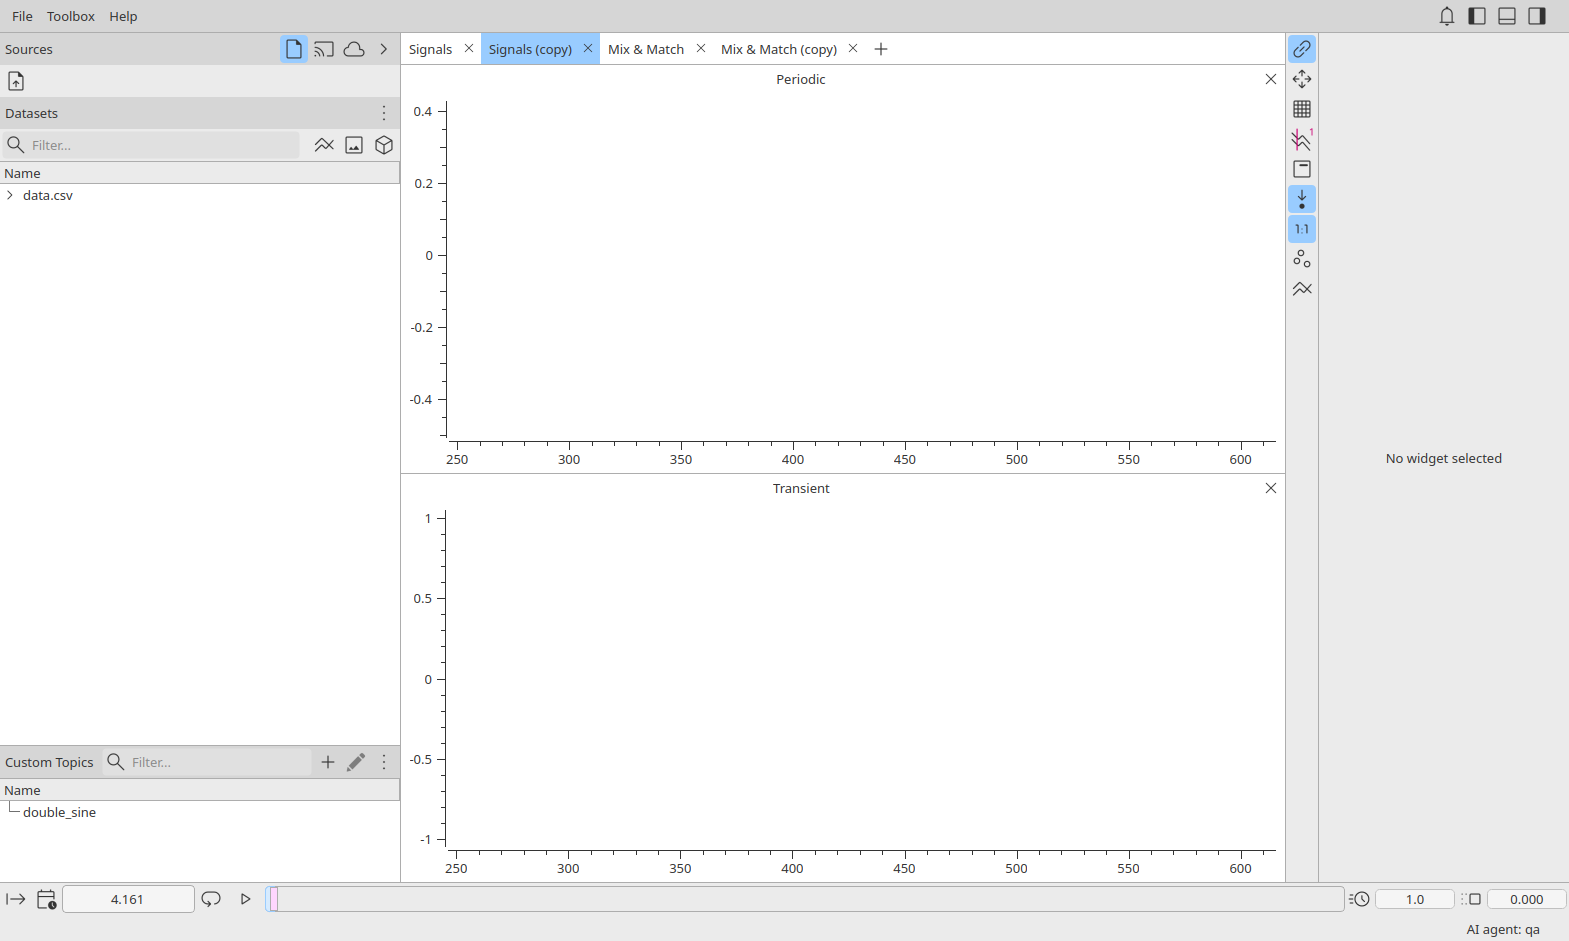 File Toolbox Help
Sources
Signals
Signals (copy)
Mix & Match
Mix & Match (copy)
Datasets
Filter...
Name
data.csv
Periodic
0.4
0.2
0
-0.2
-0.4
250 300 350 400 450 500 550 600
Transient
1
0.5
0
-0.5
-1
250 300 350 400 450 500 550 600
1
1:1
No widget selected
Custom Topics
Filter...
Name
double_sine
4.161
1.0
0.000
AI agent: qa